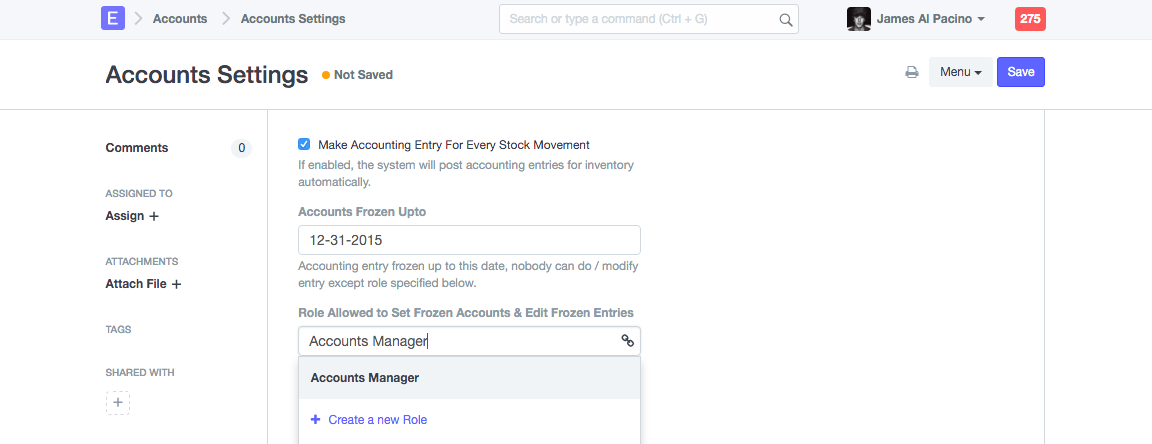 E Accounts Accounts Settings Search or type a command (Ctrl + G) James Al Pacino 275
Accounts Settings Not Saved Menu Save
Comments 0
ASSIGNED TO
Assign +
ATTACHMENTS
Attach File +
TAGS
SHARED WITH
+
Make Accounting Entry For Every Stock Movement
If enabled, the system will post accounting entries for inventory
automatically.
Accounts Frozen Upto
12-31-2015
Accounting entry frozen up to this date, nobody can do / modify
entry except role specified below.
Role Allowed to Set Frozen Accounts & Edit Frozen Entries
Accounts Manager
Accounts Manager
+ Create a new Role